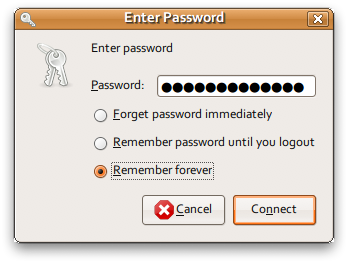 Enter Password
Enter password
Password: ●●●●●●●●●●●●●
Forget password immediately
Remember password until you logout
Remember forever
Cancel
Connect